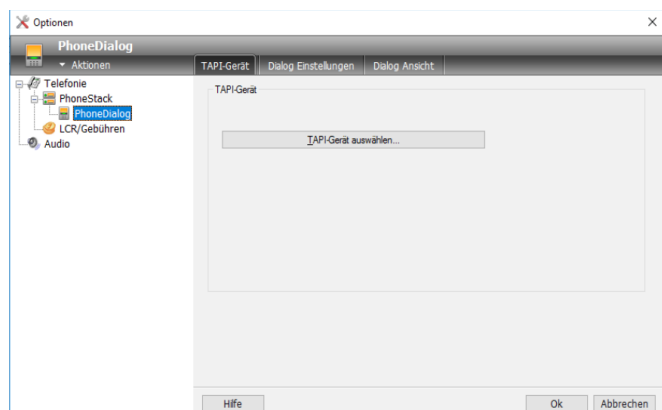 Optionen
PhoneDialog
Aktionen
TAPI-Gerät Dialog Einstellungen Dialog Ansicht
Telefonie
PhoneStack
PhoneDialog
LCR/Gebühren
Audio
TAPI-Gerät
TAPI-Gerät auswählen...
Hilfe Ok Abbrechen